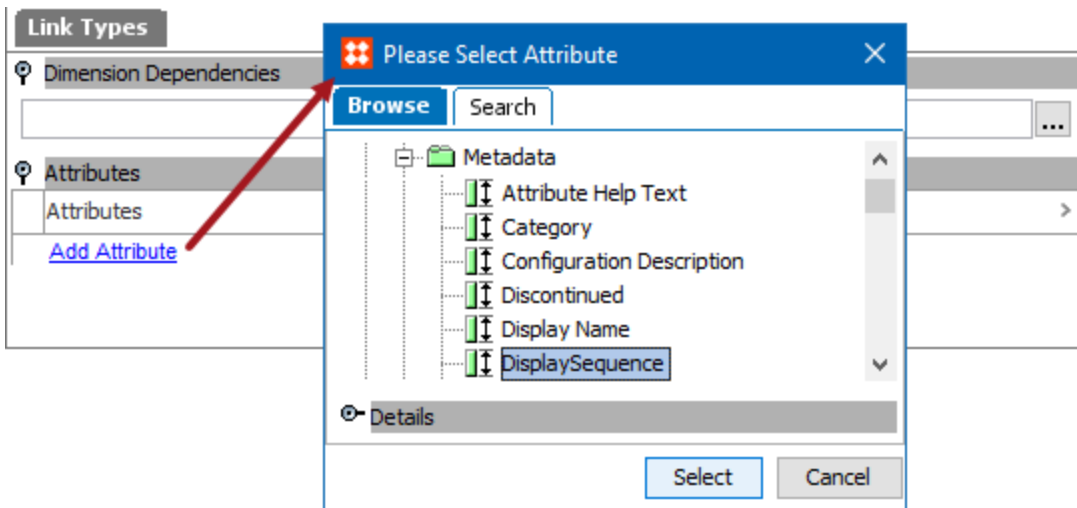 Link Types
Dimension Dependencies
...
Attributes
Attributes
>
Add Attribute
Please Select Attribute
Browse
Search
Metadata
Attribute Help Text
Category
Configuration Description
Discontinued
Display Name
DisplaySequence
Details
Select
Cancel